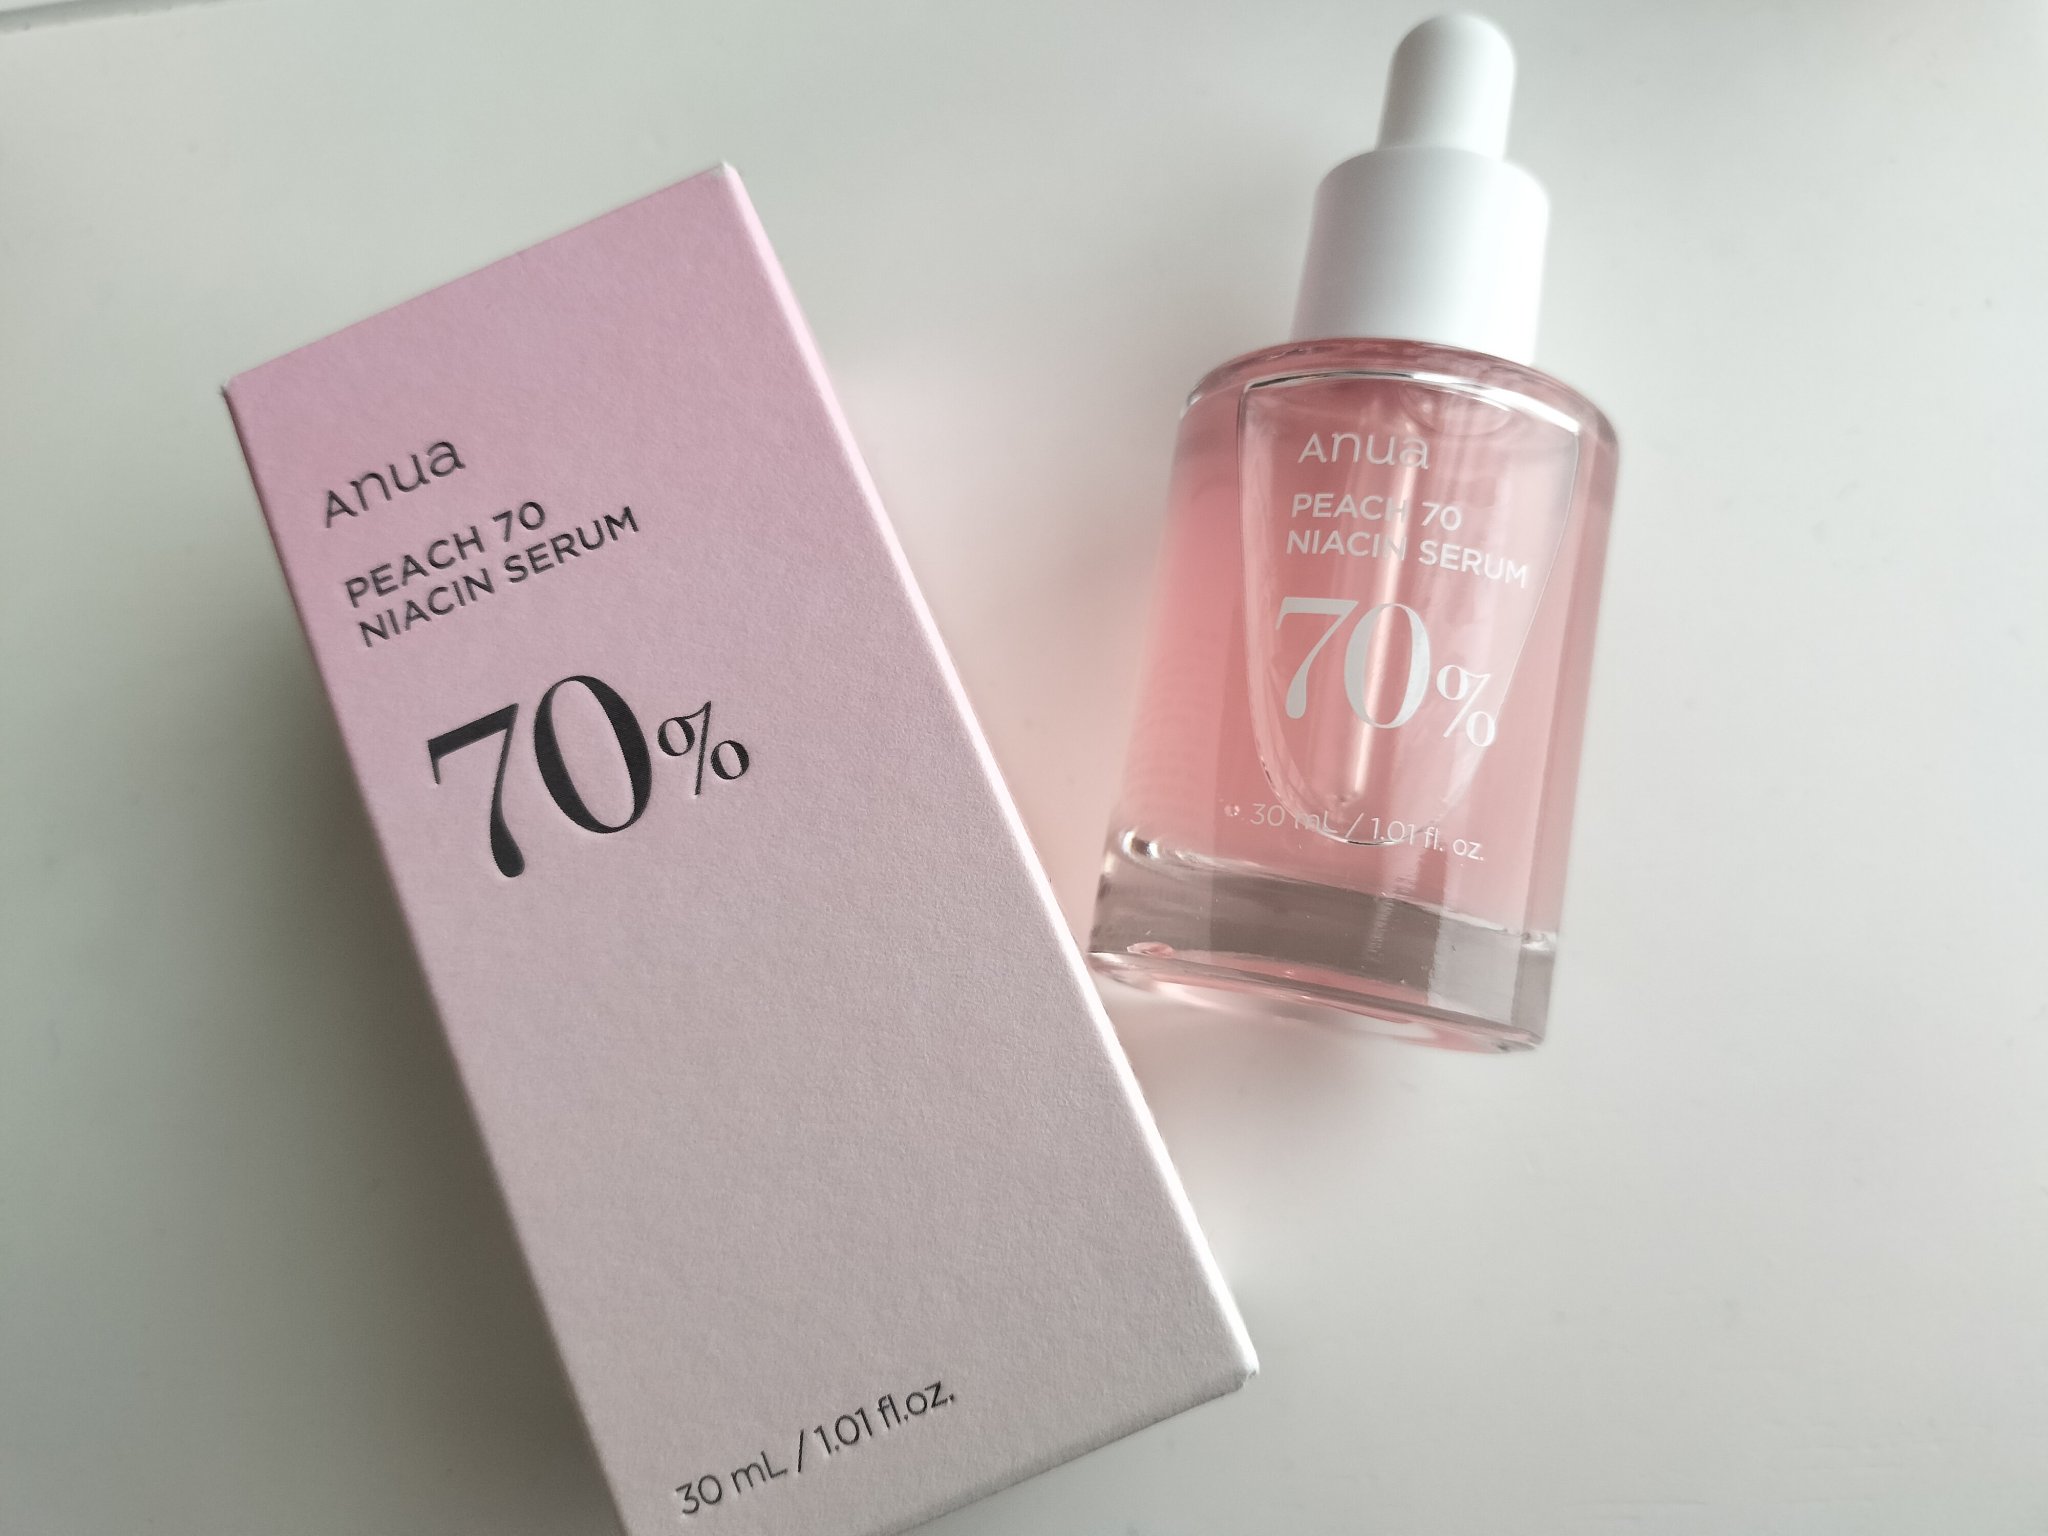 Anua
PEACH 70
NIACIN SERUM
70%
30 mL / 1.01 fl.oz.
Anua
PEACH 70
NIACIN SERUM
70%
30 mL / 1.01 fl. oz.